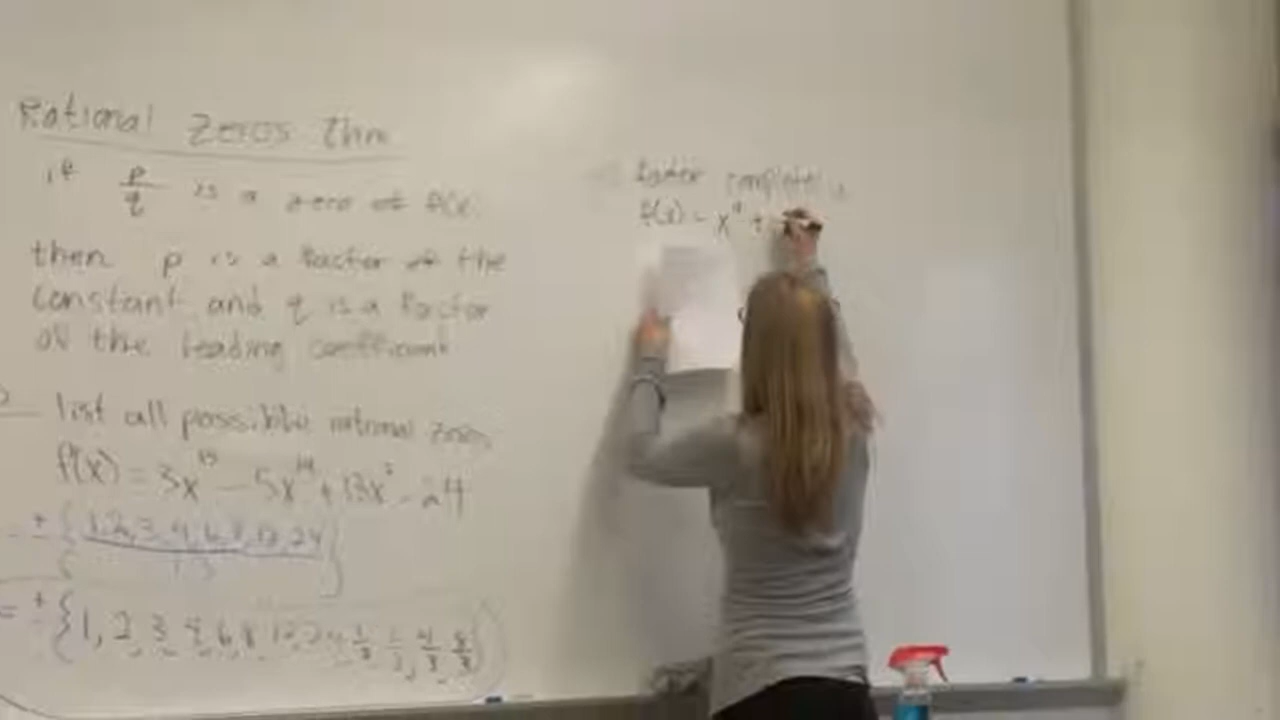 Rational Zeros Thm
if p/q is a zero of f(x)
then p is a factor of the
constant and q is a factor
of the leading coefficient
list all possible rational zeros
f(x) = 3x¹⁵ - 5x¹⁴ + 13x² - 24
± { 1, 2, 3, 4, 6, 8, 12, 24 }
1, 3
= ± { 1, 2, 3, 4, 6, 8, 12, 24, 1/3, 2/3, 4/3, 8/3 }
factor completely
f(x) = x⁴ +